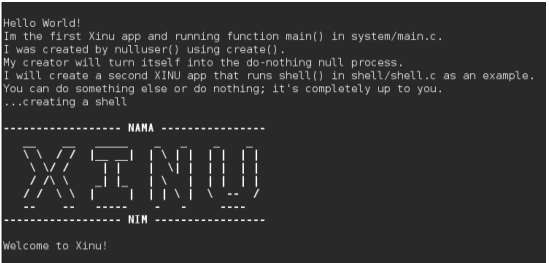 Hello World!
Im the first Xinu app and running function main() in system/main.c.
I was created by nulluser() using create().
My creator will turn itself into the do-nothing null process.
I will create a second XINU app that runs shell() in shell/shell.c as an example.
You can do something else or do nothing; it's completely up to you.
...creating a shell
------------------ NAMA ----------------
XINU
------------------ NIM -----------------
Welcome to Xinu!